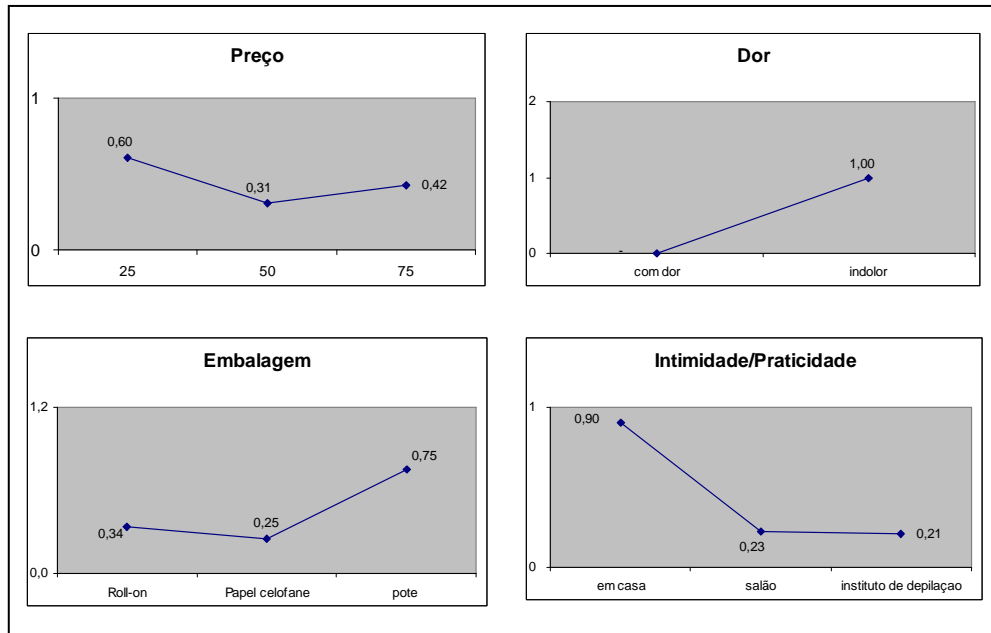 Preço
1
0,60
0,31
0,42
0
25 50 75
Dor
2
1
1,00
0
-
com dor indolor
Embalagem
1,2
0,75
0,34
0,25
0,0
Roll-on Papel celofane pote
Intimidade/Praticidade
1
0,90
0,23
0,21
0
em casa salão instituto de depilaçao